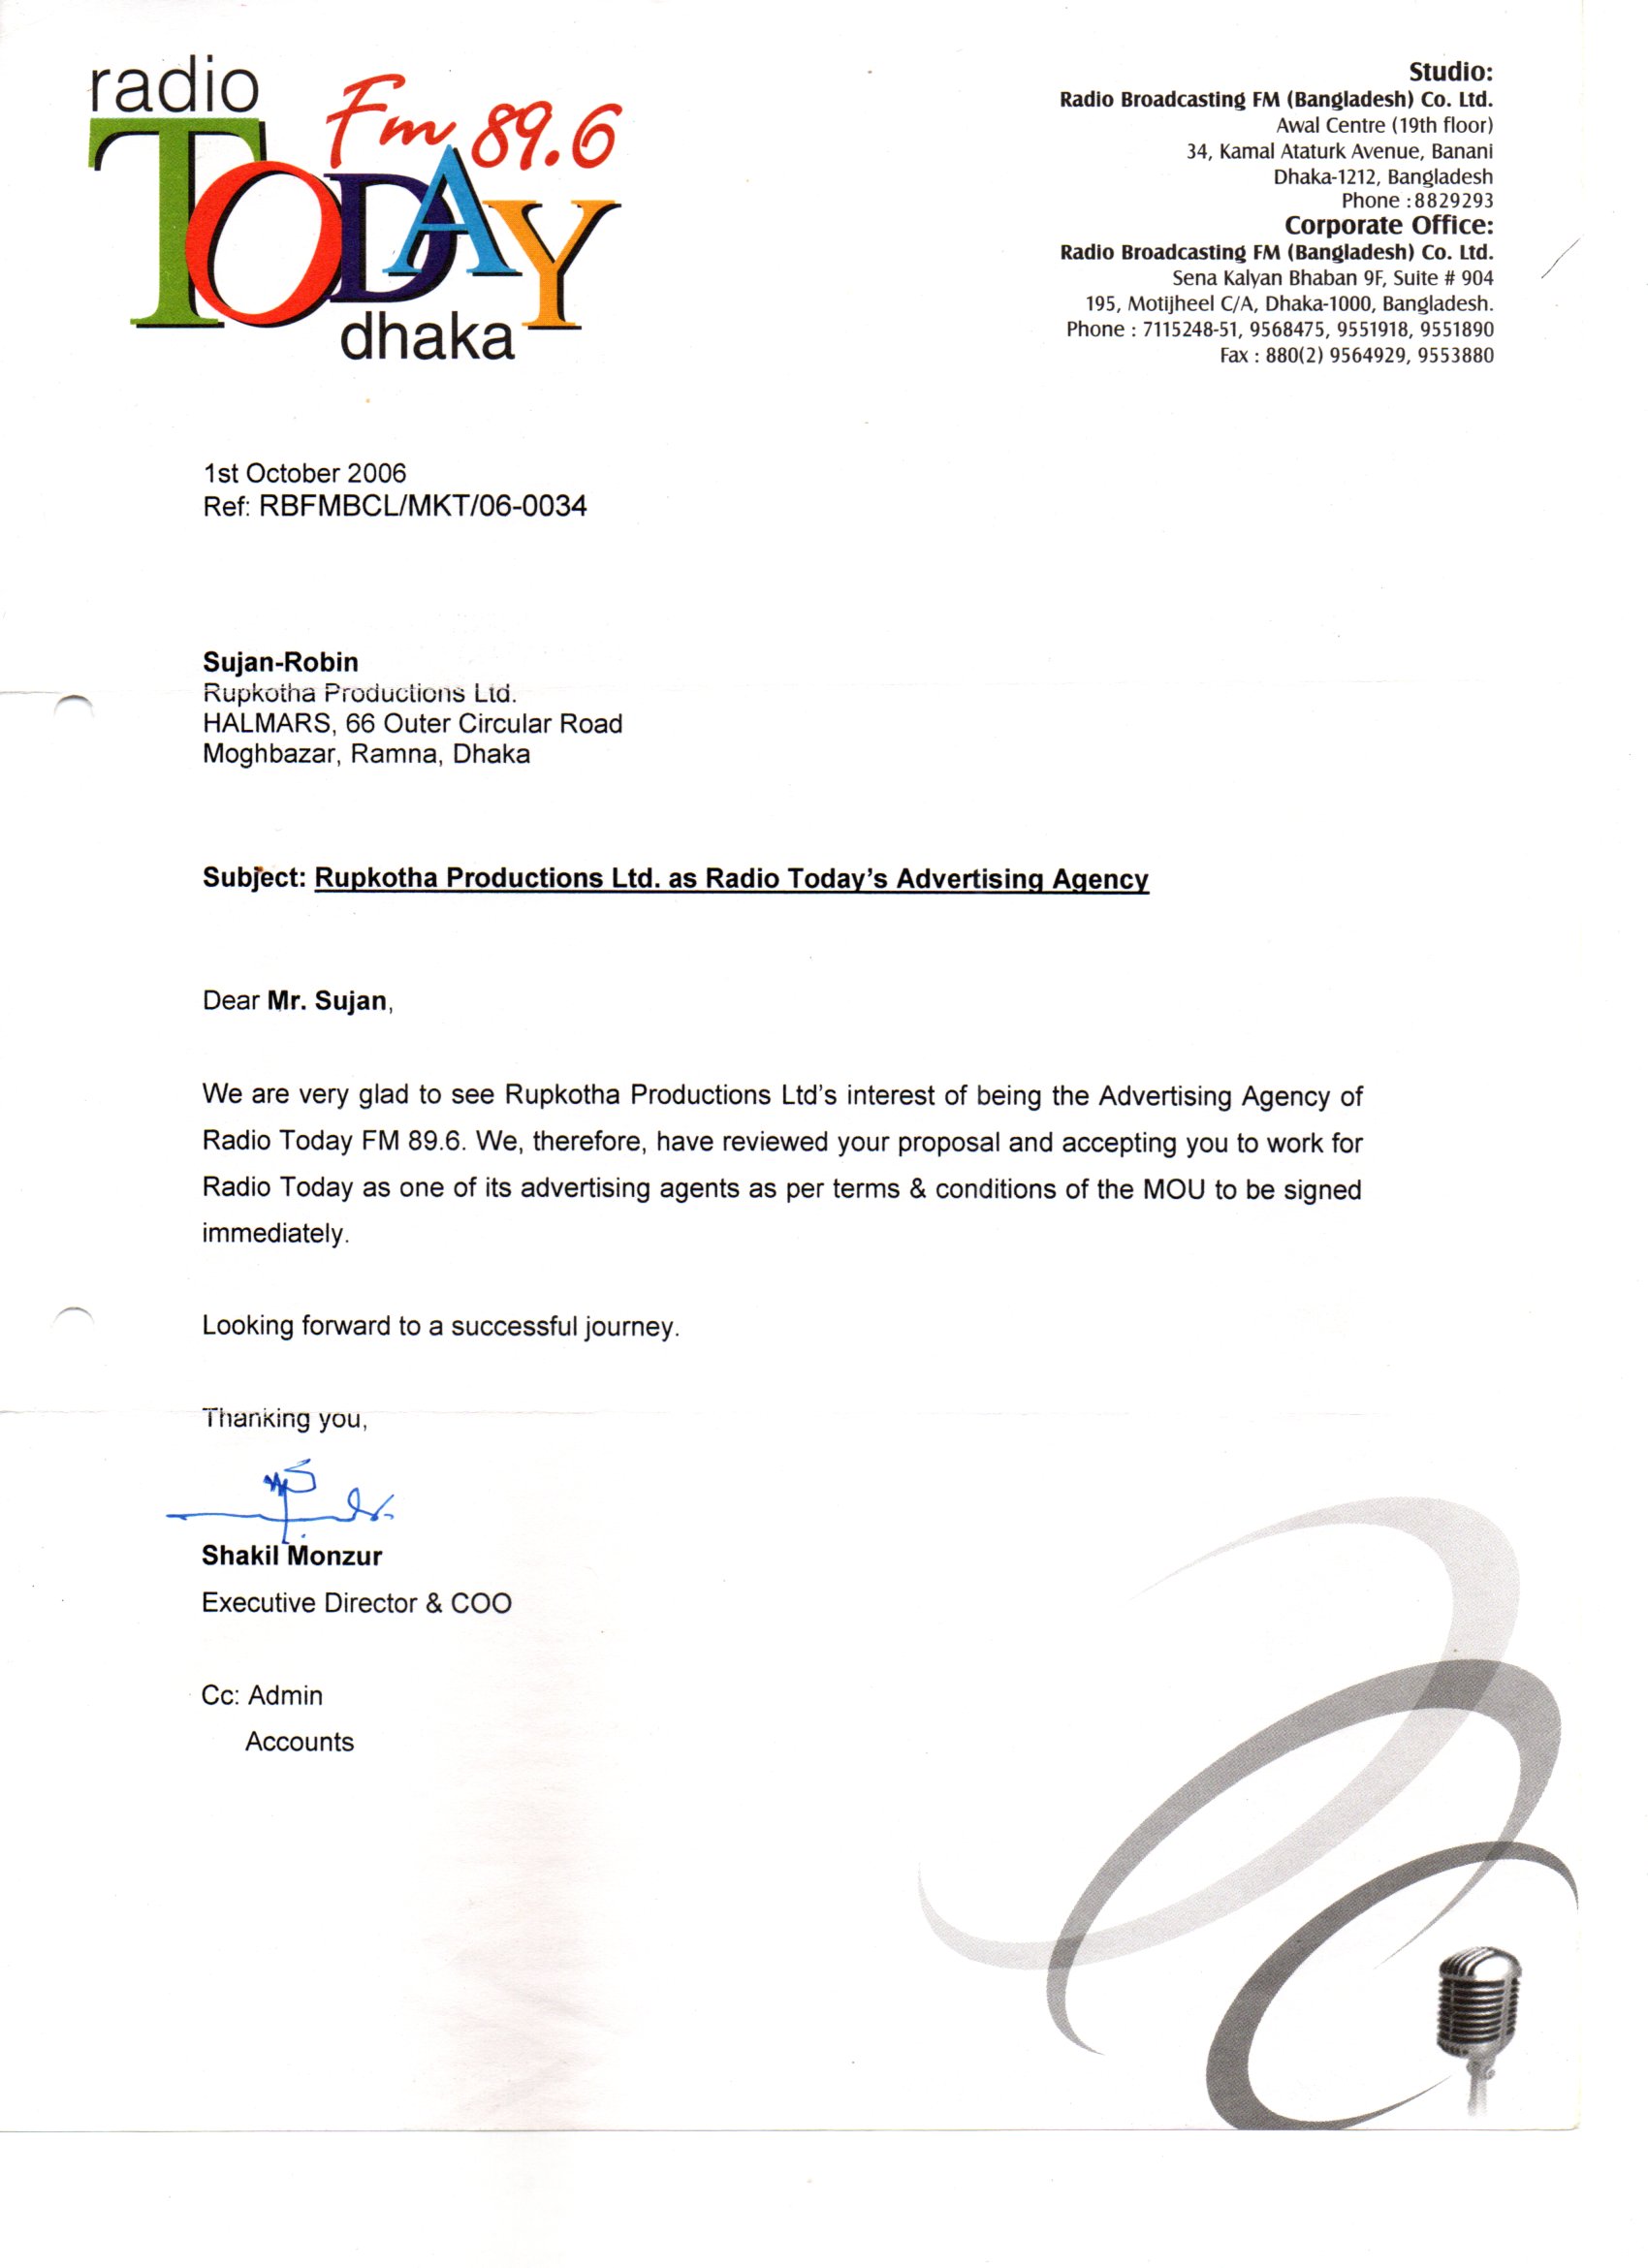 radio
TODAY
Fm 89.6
dhaka
Studio:
Radio Broadcasting FM (Bangladesh) Co. Ltd.
Awal Centre (19th floor)
34, Kamal Ataturk Avenue, Banani
Dhaka-1212, Bangladesh
Phone : 8829293
Corporate Office:
Radio Broadcasting FM (Bangladesh) Co. Ltd.
Sena Kalyan Bhaban 9F, Suite # 904
195, Motijheel C/A, Dhaka-1000, Bangladesh.
Phone : 7115248-51, 9568475, 9551918, 9551890
Fax : 880(2) 9564929, 9553880
1st October 2006
Ref: RBFMBCL/MKT/06-0034
Sujan-Robin
Rupkotha Productions Ltd.
HALMARS, 66 Outer Circular Road
Moghbazar, Ramna, Dhaka
Subject: Rupkotha Productions Ltd. as Radio Today's Advertising Agency
Dear Mr. Sujan,
We are very glad to see Rupkotha Productions Ltd's interest of being the Advertising Agency of
Radio Today FM 89.6. We, therefore, have reviewed your proposal and accepting you to work for
Radio Today as one of its advertising agents as per terms & conditions of the MOU to be signed
immediately.
Looking forward to a successful journey.
Thanking you,
Shakil Monzur
Executive Director & COO
Cc: Admin
Accounts